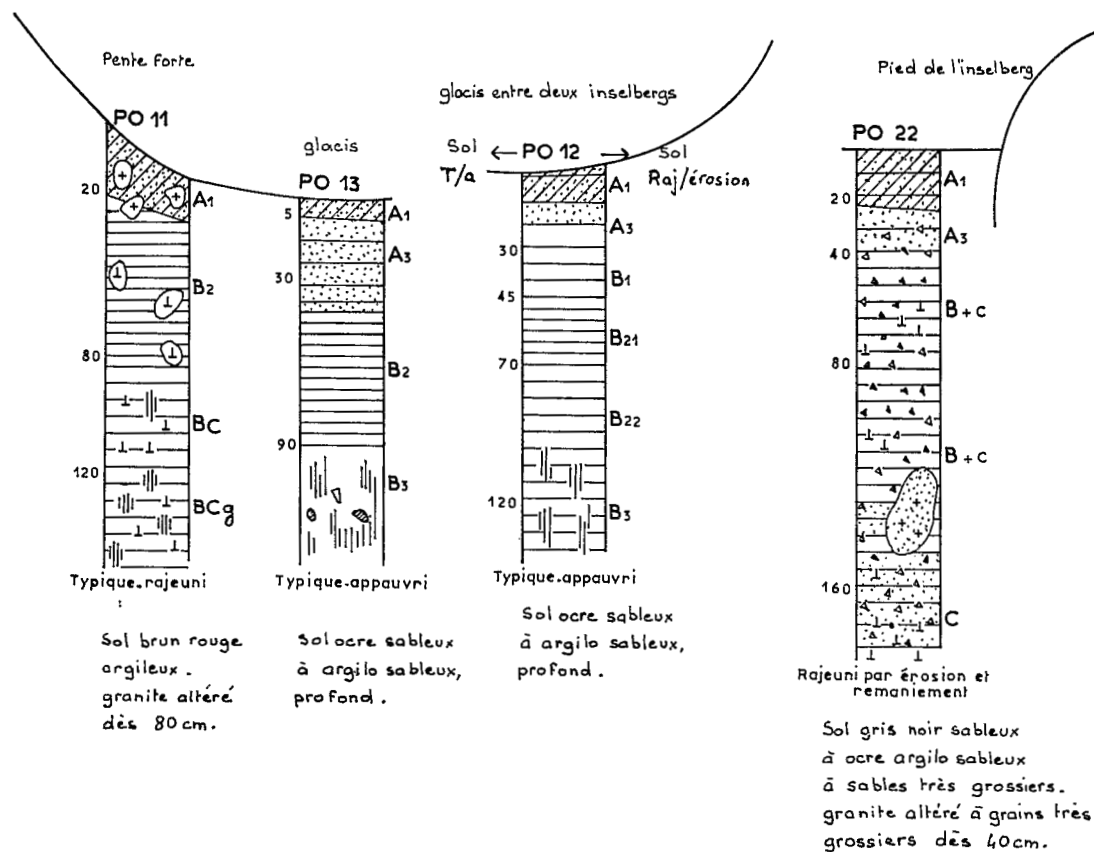 Pente forte
PO 11
20
A1
B2
80
BC
120
BCg
Typique-rajeuni
:
Sol brun rouge
argileux.
granite altéré
dès 80cm.
glacis
PO 13
5
A1
A3
30
B2
90
B3
Typique-appauvri
Sol ocre sableux
à argilo sableux,
profond.
glacis entre deux inselbergs
Sol ← PO 12 → Sol
T/a Raj/érosion
A1
A3
30
B1
45
B21
70
B22
120
B3
Typique-appauvri
Sol ocre sableux
à argilo sableux,
profond.
Pied de l'inselberg
PO 22
A1
20
A3
40
B+C
80
B+C
160
C
Rajeuni par érosion et
remaniement
Sol gris noir sableux
à ocre argilo sableux
à sables très grossiers.
granite altéré à grains très
grossiers dès 40cm.